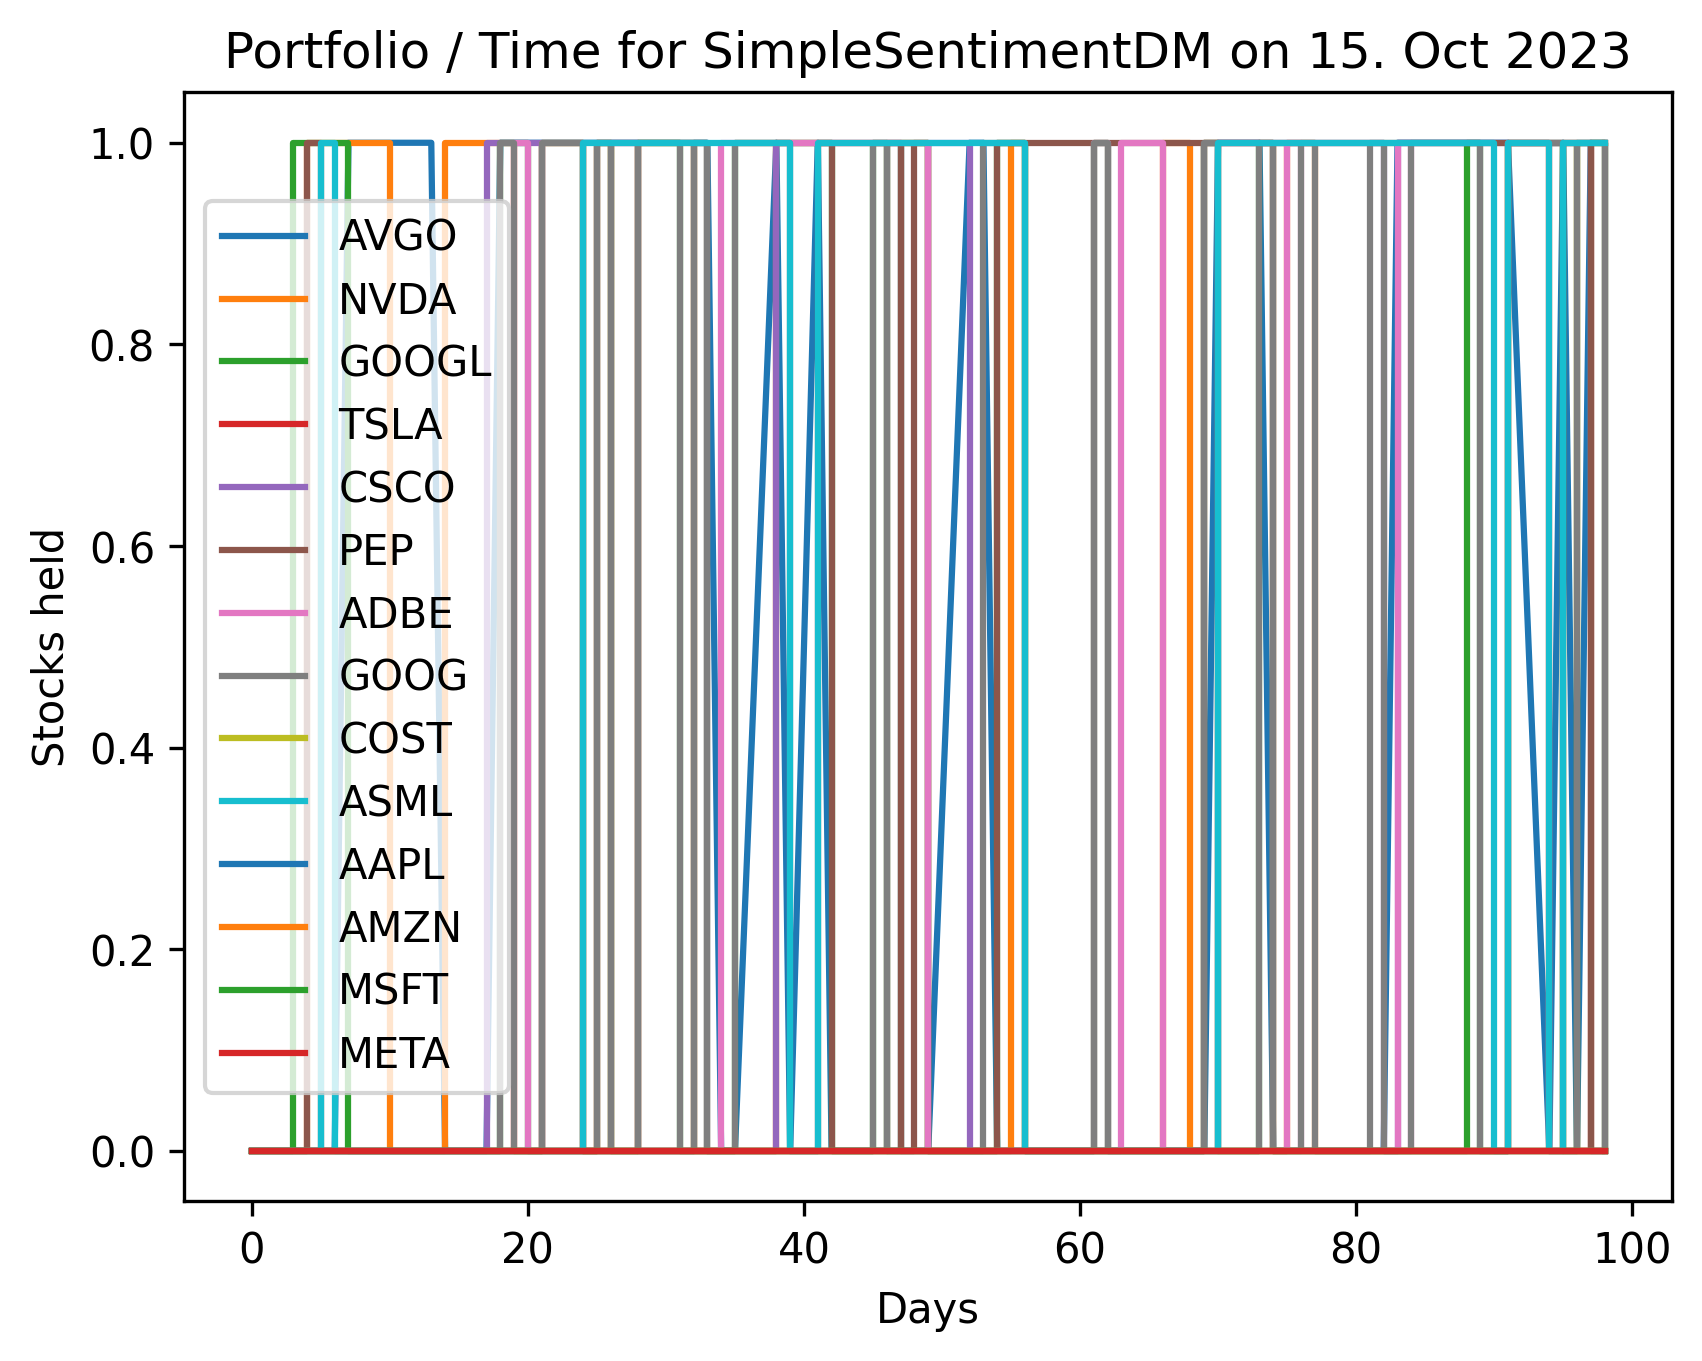 Portfolio / Time for SimpleSentimentDM on 15. Oct 2023
1.0
0.8
0.6
0.4
0.2
0.0
Stocks held
AVGO
NVDA
GOOGL
TSLA
CSCO
PEP
ADBE
GOOG
COST
ASML
AAPL
AMZN
MSFT
META
0 20 40 60 80 100
Days